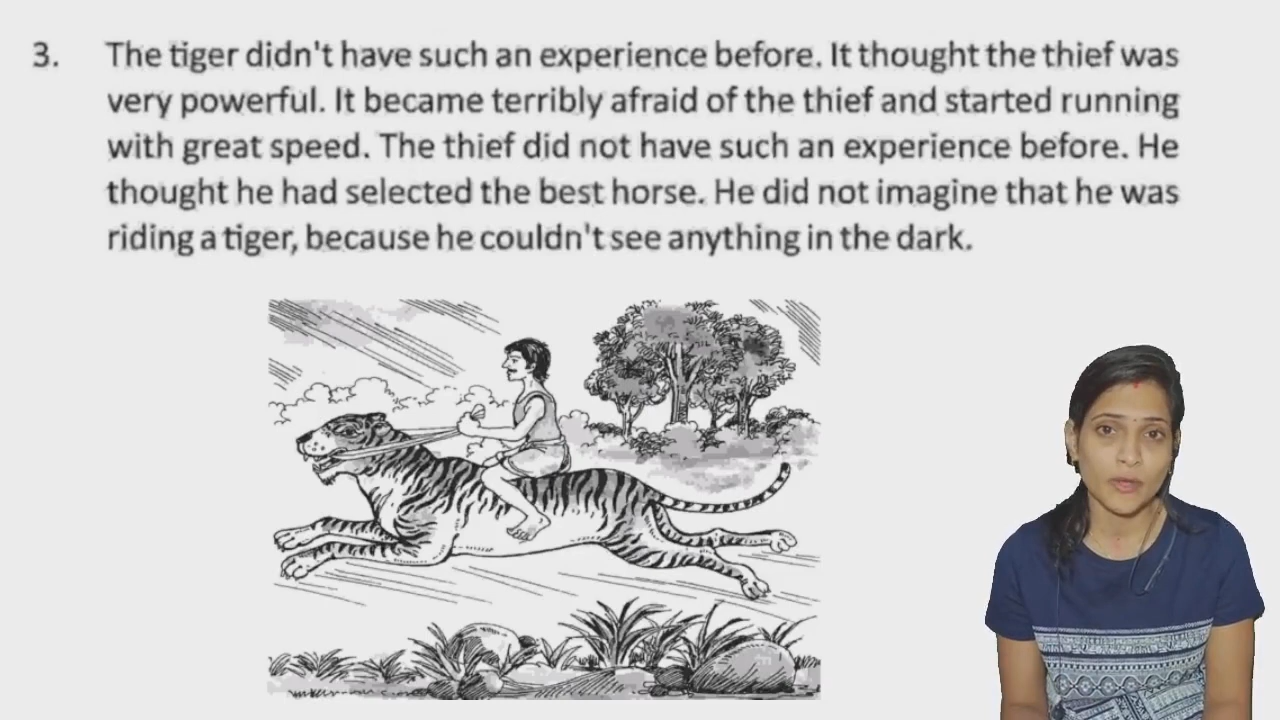 3. The tiger didn't have such an experience before. It thought the thief was
very powerful. It became terribly afraid of the thief and started running
with great speed. The thief did not have such an experience before. He
thought he had selected the best horse. He did not imagine that he was
riding a tiger, because he couldn't see anything in the dark.